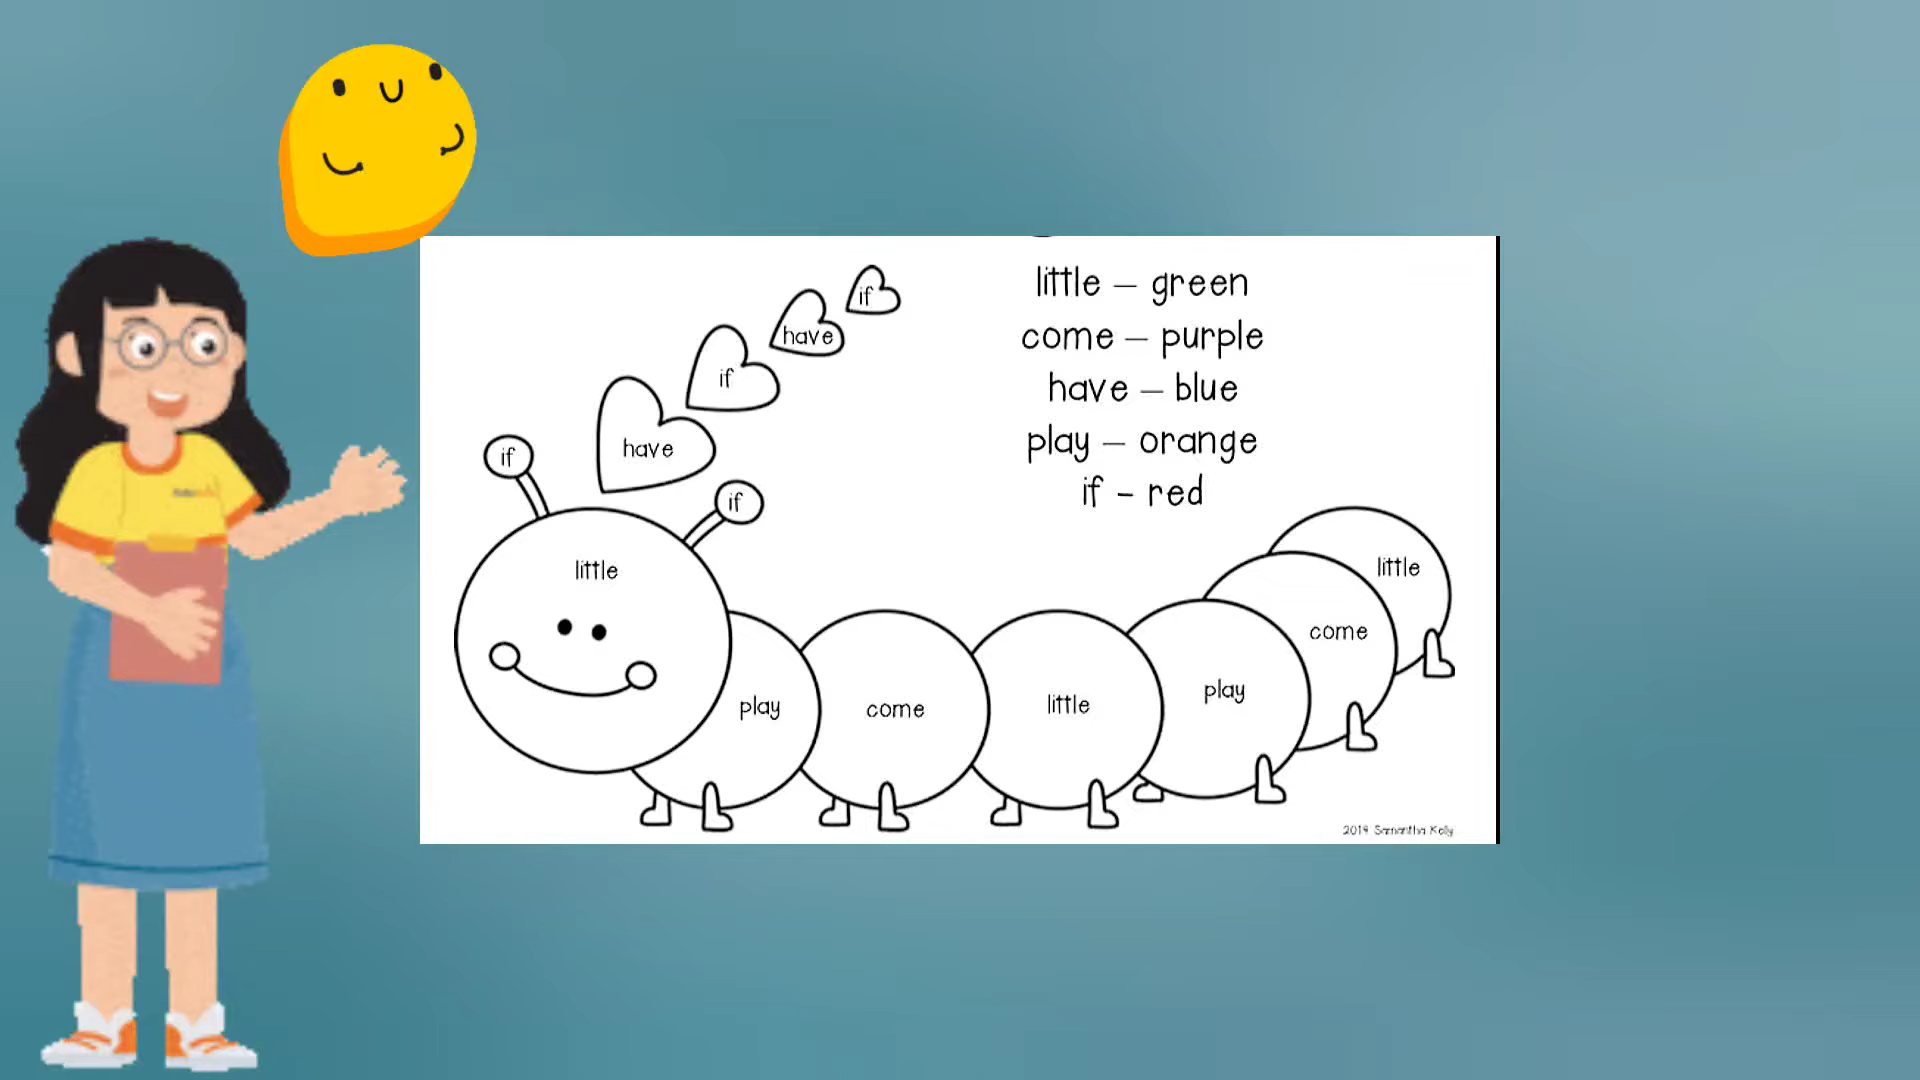 if
have
if
have
if
if
little – green
come – purple
have – blue
play – orange
if – red
little
play
come
little
play
come
little
2019 Samantha Kelly